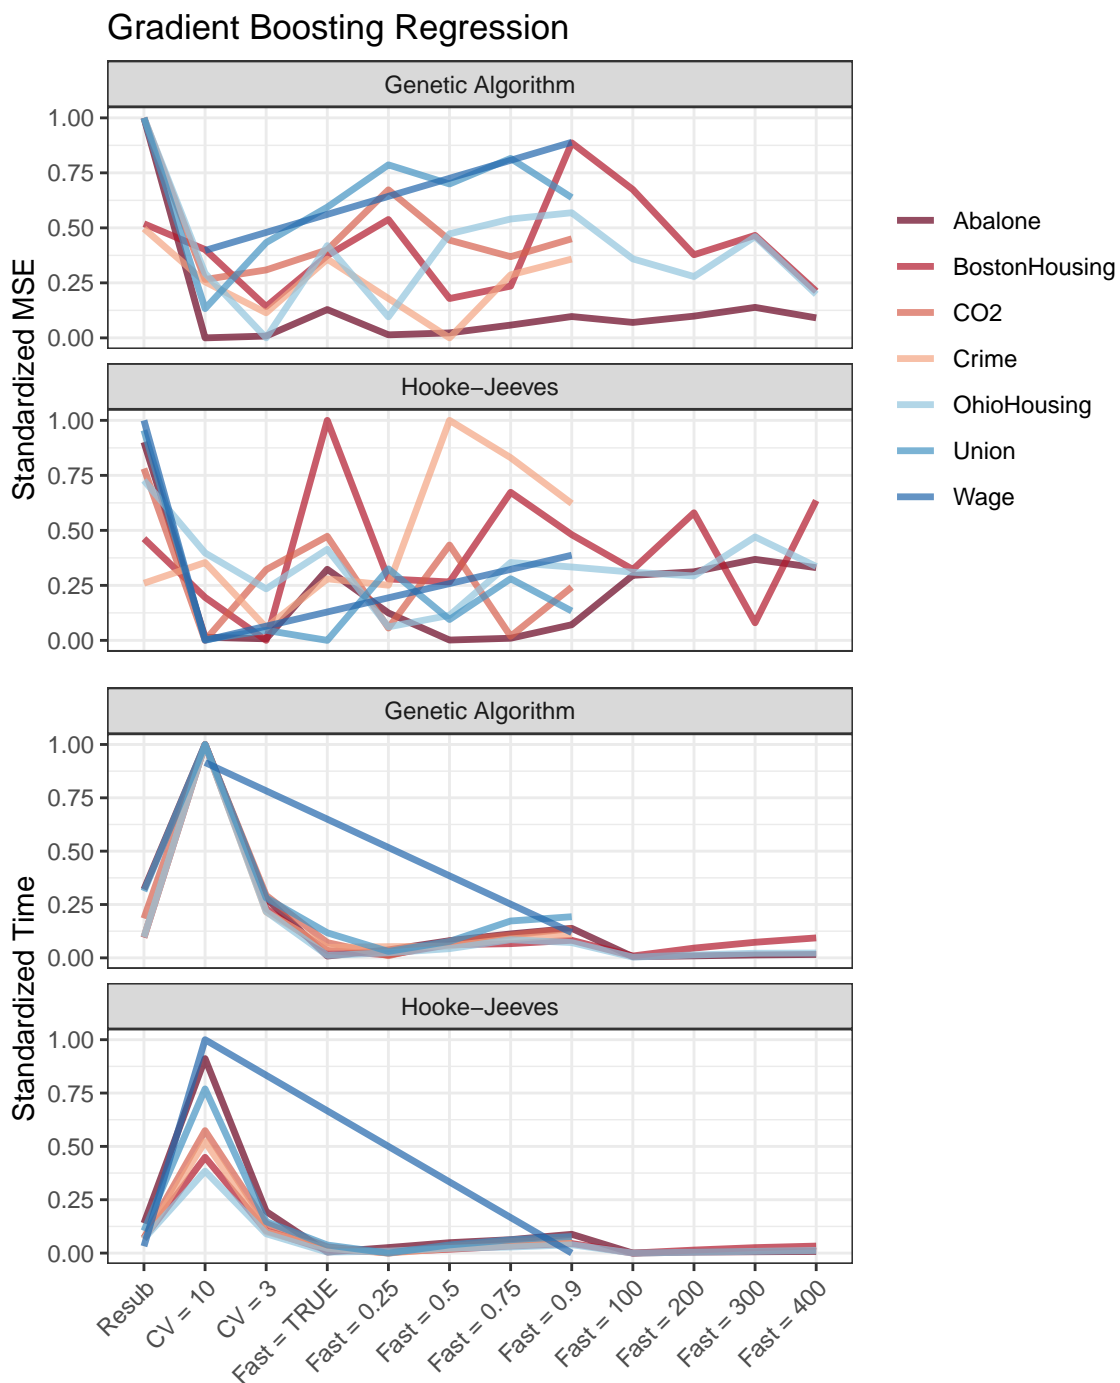 Gradient Boosting Regression
Standardized MSE
Genetic Algorithm
1.00
0.75
0.50
0.25
0.00
Hooke−Jeeves
1.00
0.75
0.50
0.25
0.00
Abalone
BostonHousing
CO2
Crime
OhioHousing
Union
Wage
Standardized Time
Genetic Algorithm
1.00
0.75
0.50
0.25
0.00
Hooke−Jeeves
1.00
0.75
0.50
0.25
0.00
Resub
CV = 10
CV = 3
Fast = TRUE
Fast = 0.25
Fast = 0.5
Fast = 0.75
Fast = 0.9
Fast = 100
Fast = 200
Fast = 300
Fast = 400